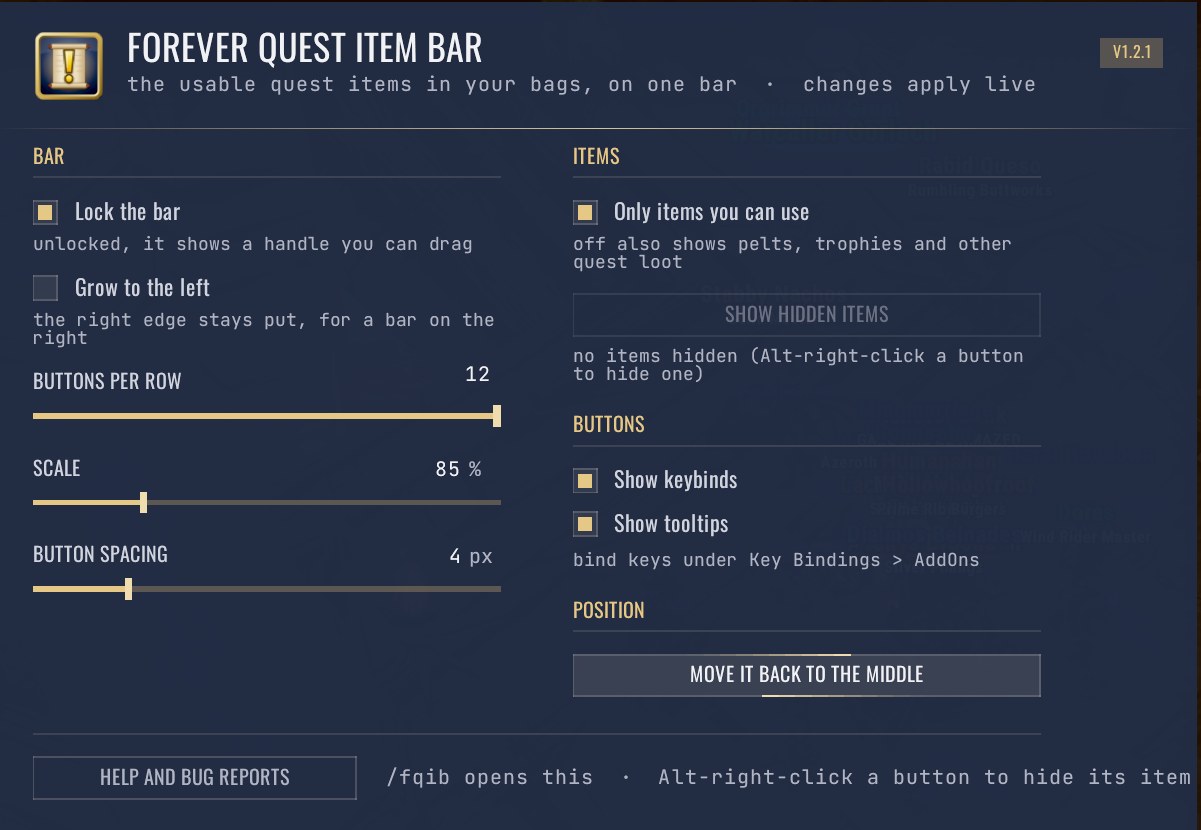 FOREVER QUEST ITEM BAR
the usable quest items in your bags, on one bar · changes apply live
V1.2.1
BAR
Lock the bar
unlocked, it shows a handle you can drag
Grow to the left
the right edge stays put, for a bar on the
right
BUTTONS PER ROW 12
SCALE 85 %
BUTTON SPACING 4 px
ITEMS
Only items you can use
off also shows pelts, trophies and other
quest loot
SHOW HIDDEN ITEMS
no items hidden (Alt-right-click a button
to hide one)
BUTTONS
Show keybinds
Show tooltips
bind keys under Key Bindings > AddOns
POSITION
MOVE IT BACK TO THE MIDDLE
HELP AND BUG REPORTS
/fqib opens this · Alt-right-click a button to hide its item